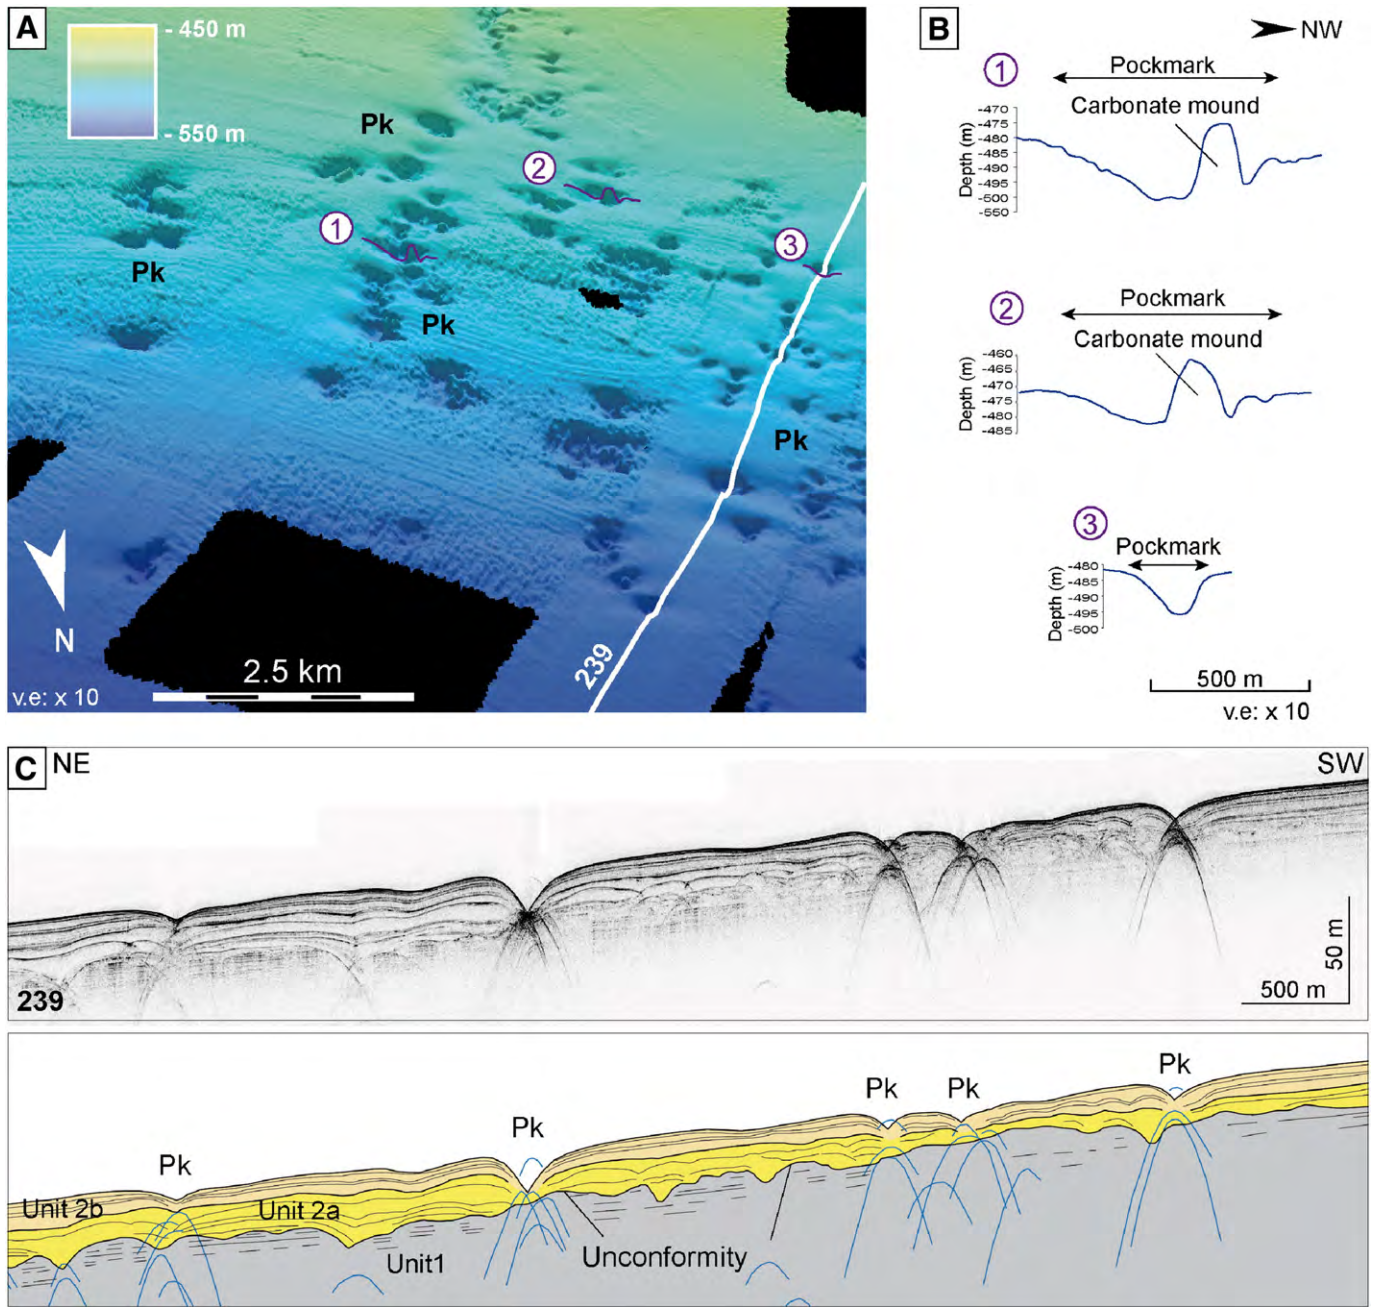 A
- 450 m
- 550 m
Pk
2
1
3
Pk
Pk
Pk
N
2.5 km
239
v.e: x 10
B
NW
1
Pockmark
Carbonate mound
Depth (m)
-470
-475
-480
-485
-490
-495
-500
-550
2
Pockmark
Carbonate mound
Depth (m)
-460
-465
-470
-475
-480
-485
3
Pockmark
Depth (m)
-480
-485
-490
-495
-500
500 m
v.e: x 10
C NE
SW
239
500 m
50 m
Pk
Pk
Pk
Pk
Pk
Unit 2b
Unit 2a
Unit1
Unconformity